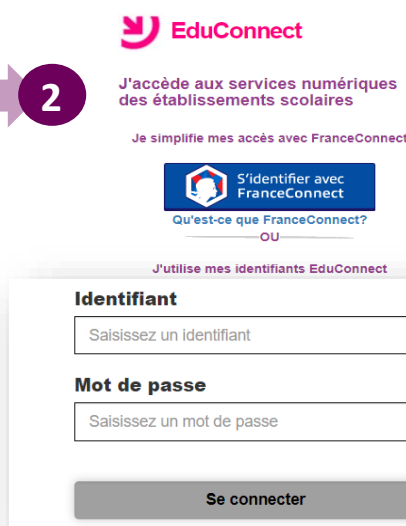 EduConnect
2
J'accède aux services numériques
des établissements scolaires
Je simplifie mes accès avec FranceConnect
S'identifier avec
FranceConnect
Qu'est-ce que FranceConnect?
OU
J'utilise mes identifiants EduConnect
Identifiant
Saisissez un identifiant
Mot de passe
Saisissez un mot de passe
Se connecter